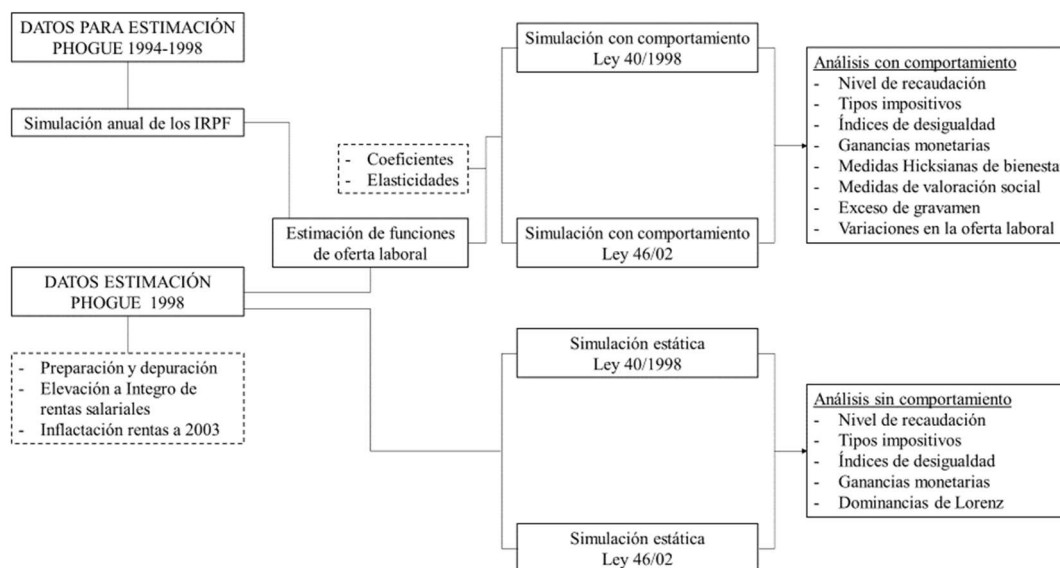 DATOS PARA ESTIMACIÓN
PHOGUE 1994-1998
Simulación anual de los IRPF
- Coeficientes
- Elasticidades
Estimación de funciones
de oferta laboral
DATOS ESTIMACIÓN
PHOGUE 1998
- Preparación y depuración
- Elevación a Integro de
rentas salariales
- Inflactación rentas a 2003
Simulación con comportamiento
Ley 40/1998
Simulación con comportamiento
Ley 46/02
Simulación estática
Ley 40/1998
Simulación estática
Ley 46/02
Análisis con comportamiento
- Nivel de recaudación
- Tipos impositivos
- Índices de desigualdad
- Ganancias monetarias
- Medidas Hicksianas de bienesta
- Medidas de valoración social
- Exceso de gravamen
- Variaciones en la oferta laboral
Análisis sin comportamiento
- Nivel de recaudación
- Tipos impositivos
- Índices de desigualdad
- Ganancias monetarias
- Dominancias de Lorenz